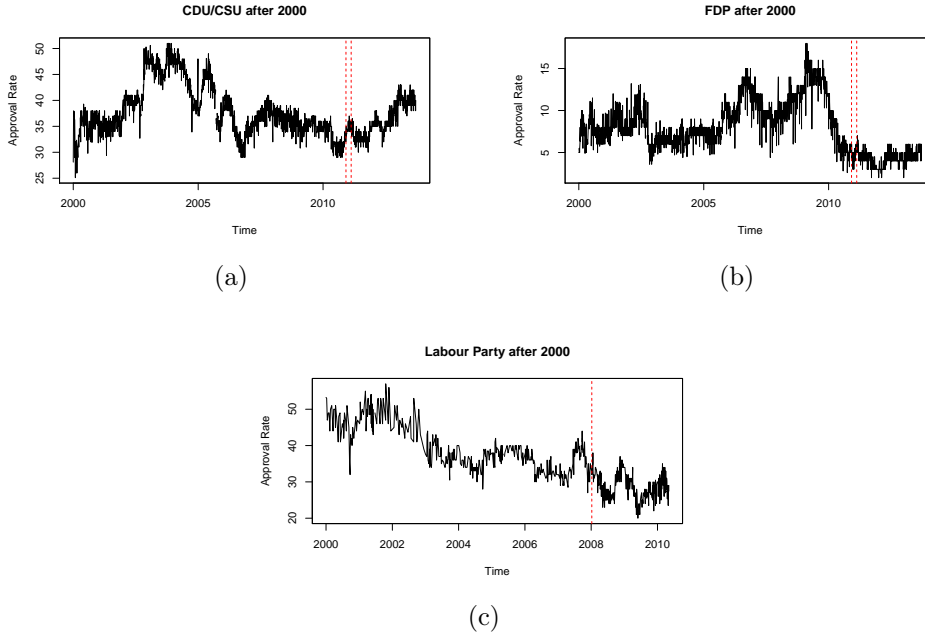 CDU/CSU after 2000
Approval Rate
50
45
40
35
30
25
2000
2005
2010
Time
(a)
FDP after 2000
Approval Rate
15
10
5
2000
2005
2010
Time
(b)
Labour Party after 2000
Approval Rate
50
40
30
20
2000
2002
2004
2006
2008
2010
Time
(c)